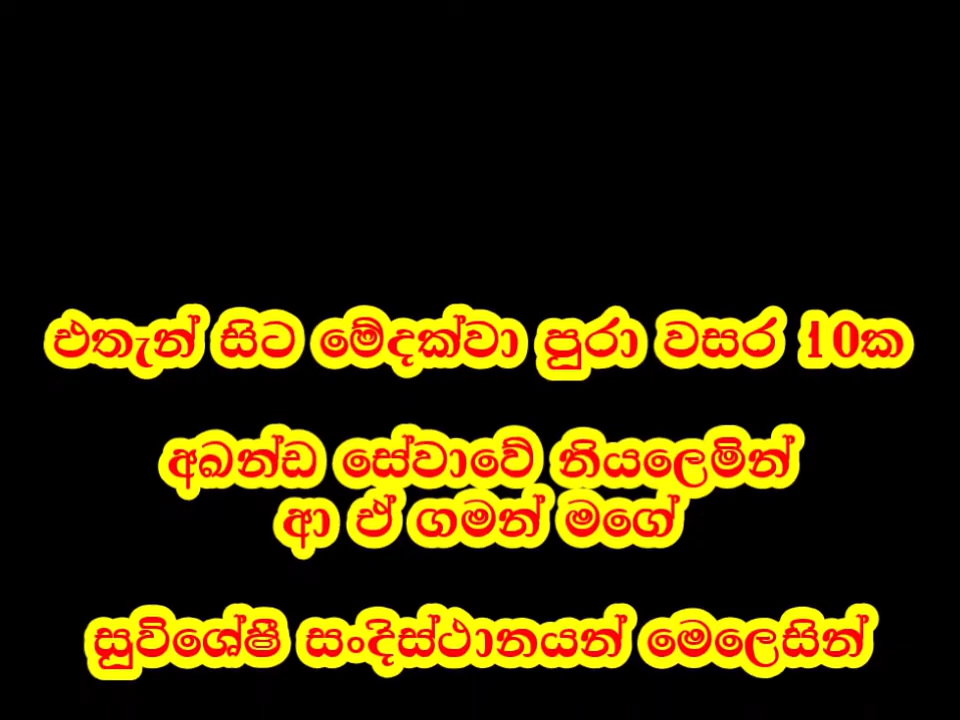 එතැන් සිට මේදක්වා පුරා වසර 10ක
අඛන්ඩ සේවාවේ නියලෙමින්
ආ ඒ ගමන් මගේ
සුවිශේෂී සංදිස්ථානයන් මෙලෙසින්